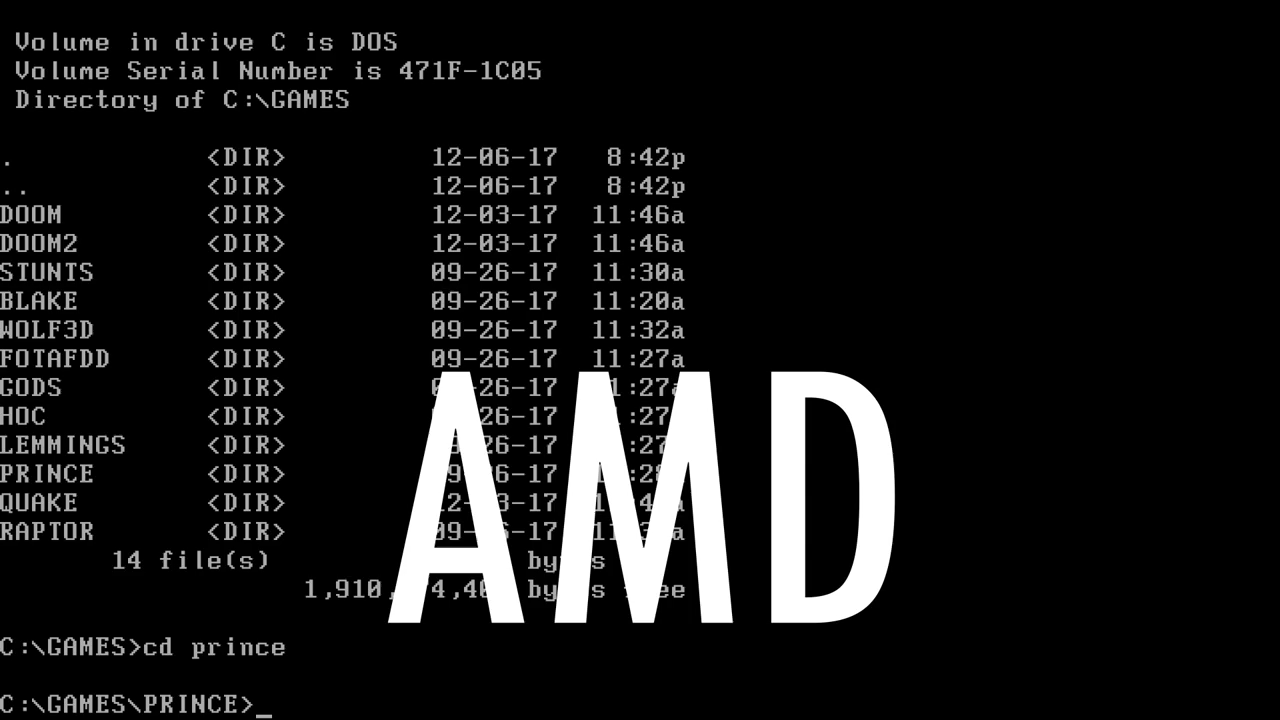 Volume in drive C is DOS
Volume Serial Number is 471F-1C05
Directory of C:\GAMES
. <DIR> 12-06-17 8:42p
.. <DIR> 12-06-17 8:42p
DOOM <DIR> 12-03-17 11:46a
DOOM2 <DIR> 12-03-17 11:46a
STUNTS <DIR> 09-26-17 11:30a
BLAKE <DIR> 09-26-17 11:20a
WOLF3D <DIR> 09-26-17 11:32a
FOTAFDD <DIR> 09-26-17 11:27a
GODS <DIR>
HOC <DIR>
LEMMINGS <DIR>
PRINCE <DIR>
QUAKE <DIR>
RAPTOR <DIR>
14 file(s)
AMD
C:\GAMES>cd prince
C:\GAMES\PRINCE>_